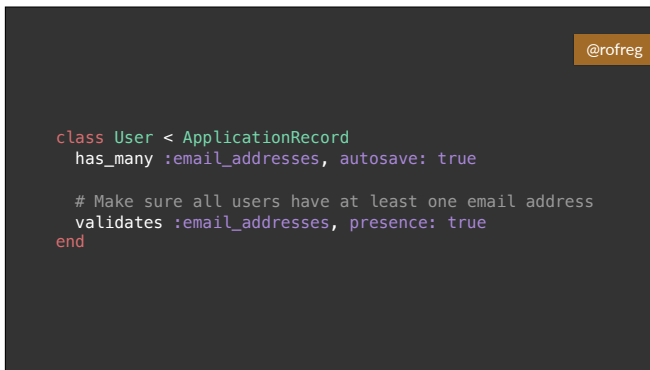 @rofreg
class User < ApplicationRecord
  has_many :email_addresses, autosave: true
  # Make sure all users have at least one email address
  validates :email_addresses, presence: true
end